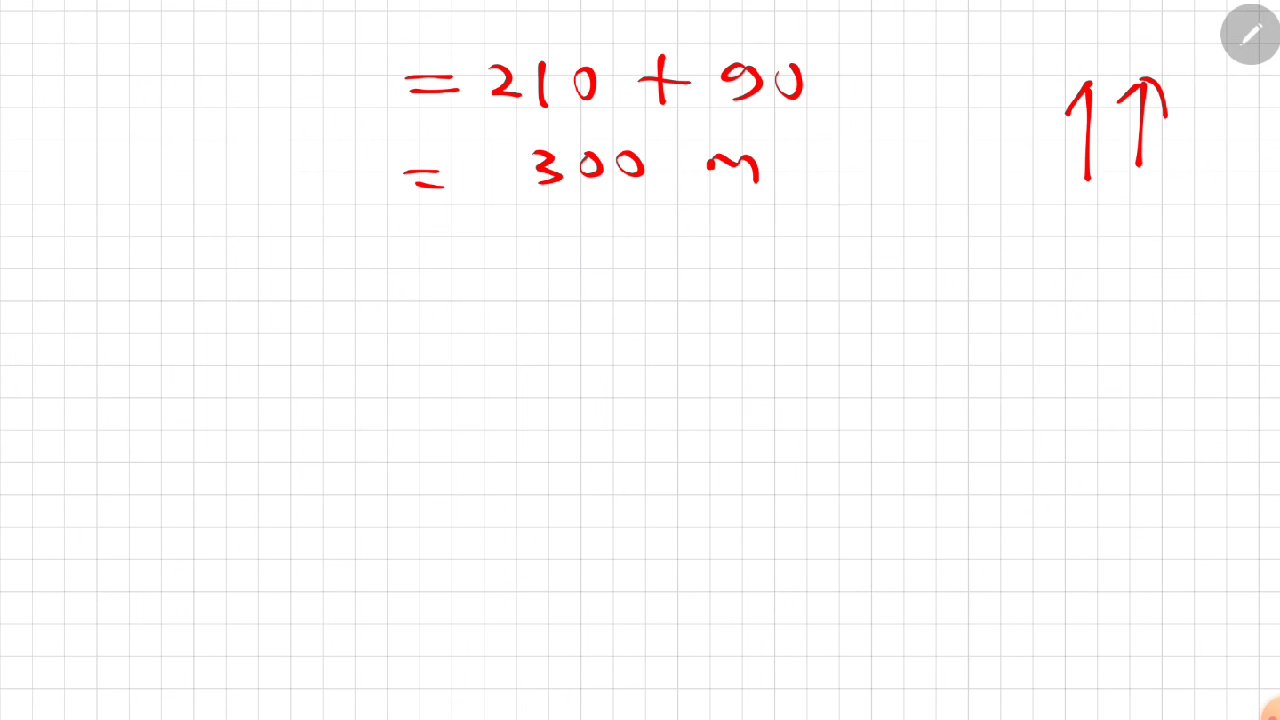 = 210 + 90
= 300 m